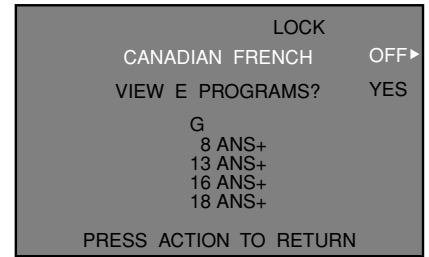 LOCK
CANADIAN FRENCH OFF▶
VIEW E PROGRAMS? YES
G
8 ANS+
13 ANS+
16 ANS+
18 ANS+
PRESS ACTION TO RETURN